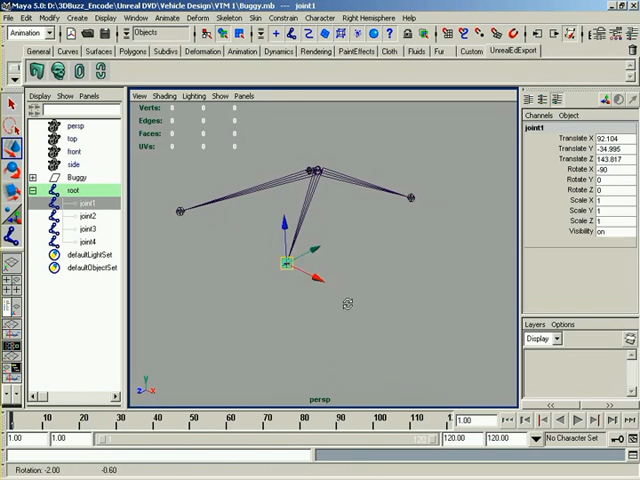 Maya 5.0: D:\3DBuzz_Encode\Unreal DVD\Vehicle Design\VTM 1\Buggy.mb --- joint1
File Edit Modify Create Display Window Animate Deform Skeleton Skin Constrain Character Right Hemisphere Help
Animation Objects
General Curves Surfaces Polygons Subdivs Deformation Animation Dynamics Rendering PaintEffects Cloth Fluids Fur Custom UnrealEdExport
Display Show Panels
View Shading Lighting Show Panels
Channels Object
persp
top
front
side
Buggy
root
joint1
joint2
joint3
joint4
defaultLightSet
defaultObjectSet
Verts: 0 0 0
Edges: 0 0 0
Faces: 0 0 0
UVs: 0 0 0
persp
joint1
Translate X 92.104
Translate Y -34.995
Translate Z 143.817
Rotate X -90
Rotate Y 0
Rotate Z 0
Scale X 1
Scale Y 1
Scale Z 1
Visibility on
Layers Options
Display
10 20 30 40 50 60 70 80 90 100 110 120
1.00
1.00 1.00 120.00 120.00 No Character Set
Rotation: -2.00 -0.60